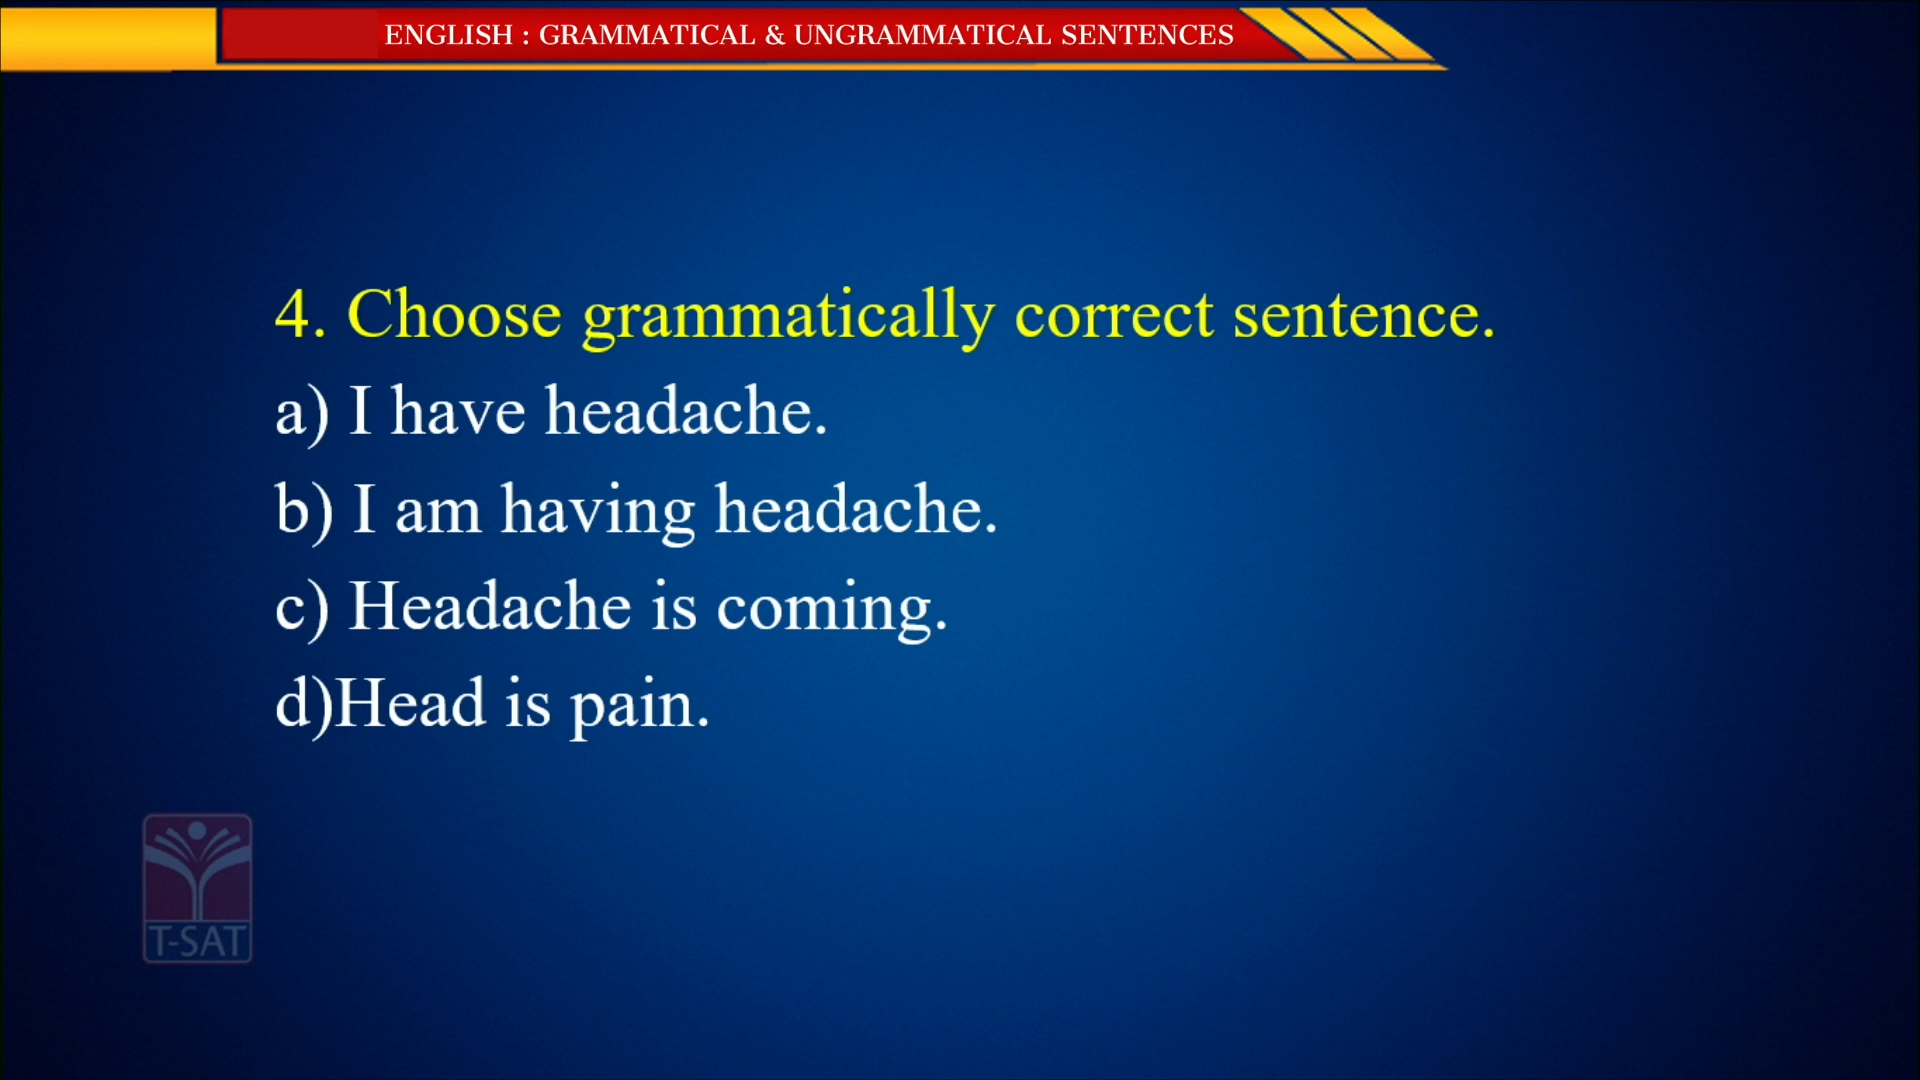 ENGLISH : GRAMMATICAL & UNGRAMMATICAL SENTENCES
4. Choose grammatically correct sentence.
a) I have headache.
b) I am having headache.
c) Headache is coming.
d)Head is pain.
T-SAT